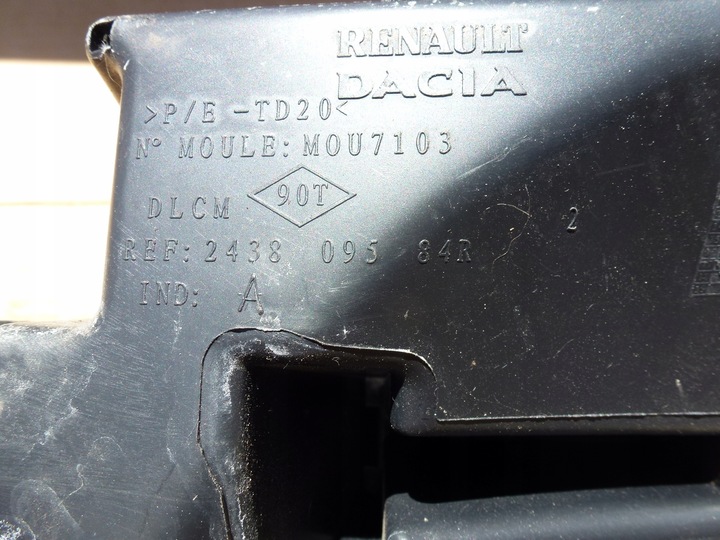 RENAULT
DACIA
>P/E -TD20<
N° MOULE: MOU7103
DLCM 90T 2
REF: 2438 095 84R
IND: A